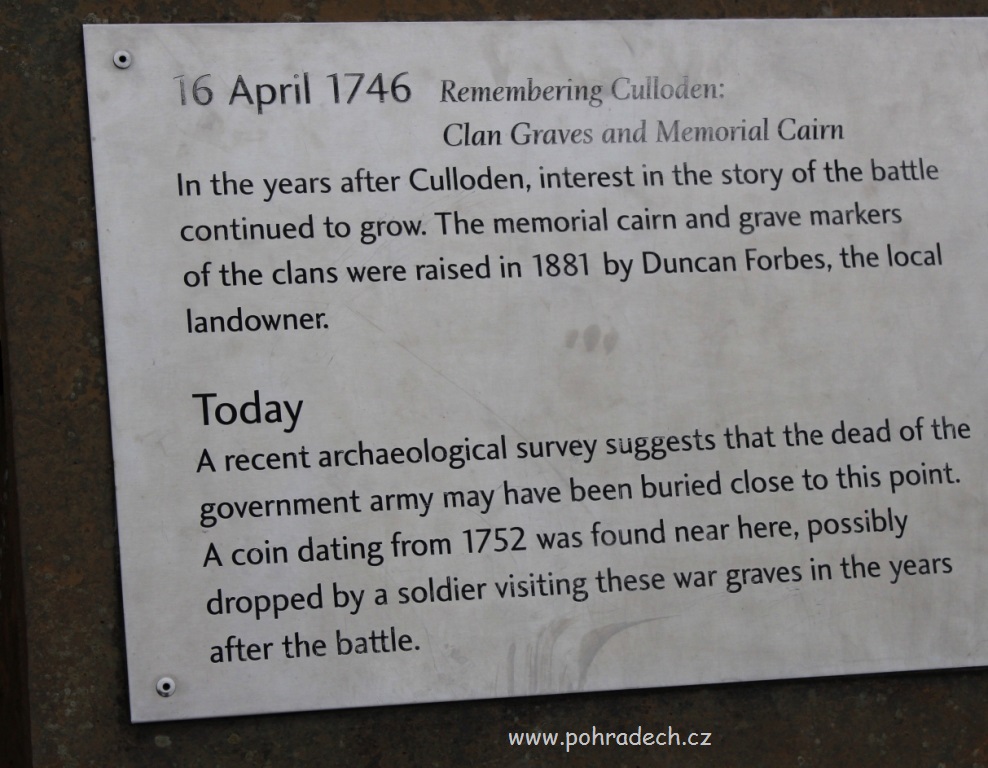 16 April 1746 Remembering Culloden:
Clan Graves and Memorial Cairn
In the years after Culloden, interest in the story of the battle
continued to grow. The memorial cairn and grave markers
of the clans were raised in 1881 by Duncan Forbes, the local
landowner.
Today
A recent archaeological survey suggests that the dead of the
government army may have been buried close to this point.
A coin dating from 1752 was found near here, possibly
dropped by a soldier visiting these war graves in the years
after the battle.
www.pohradech.cz